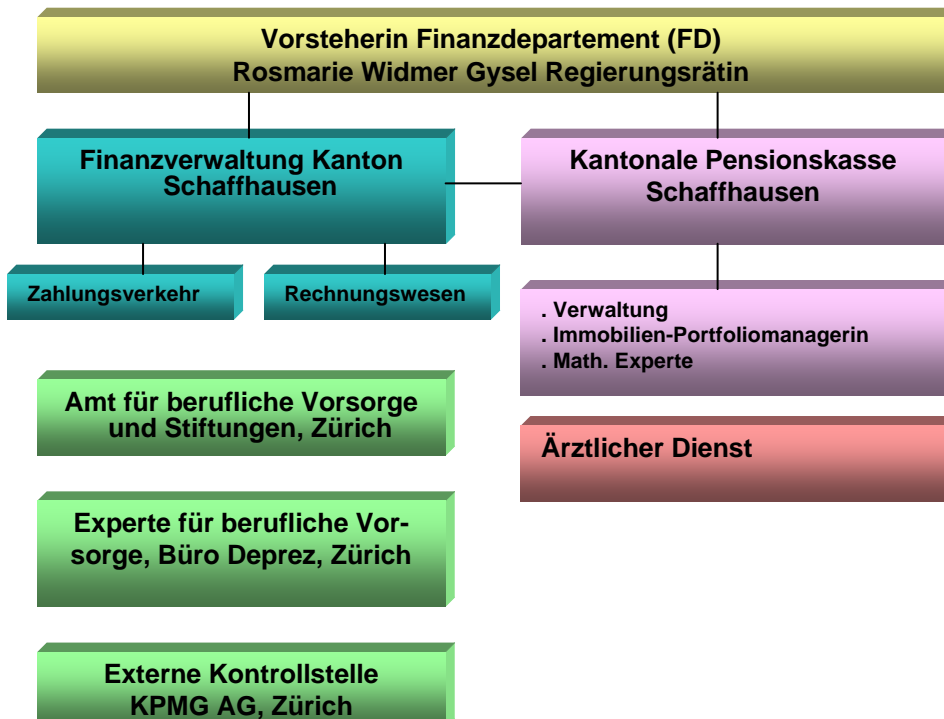 Vorsteherin Finanzdepartement (FD)
Rosmarie Widmer Gysel Regierungsrätin
Finanzverwaltung Kanton
Schaffhausen
Kantonale Pensionskasse
Schaffhausen
Zahlungsverkehr
Rechnungswesen
. Verwaltung
. Immobilien-Portfoliomanagerin
. Math. Experte
Amt für berufliche Vorsorge
und Stiftungen, Zürich
Ärztlicher Dienst
Experte für berufliche Vor-
sorge, Büro Deprez, Zürich
Externe Kontrollstelle
KPMG AG, Zürich